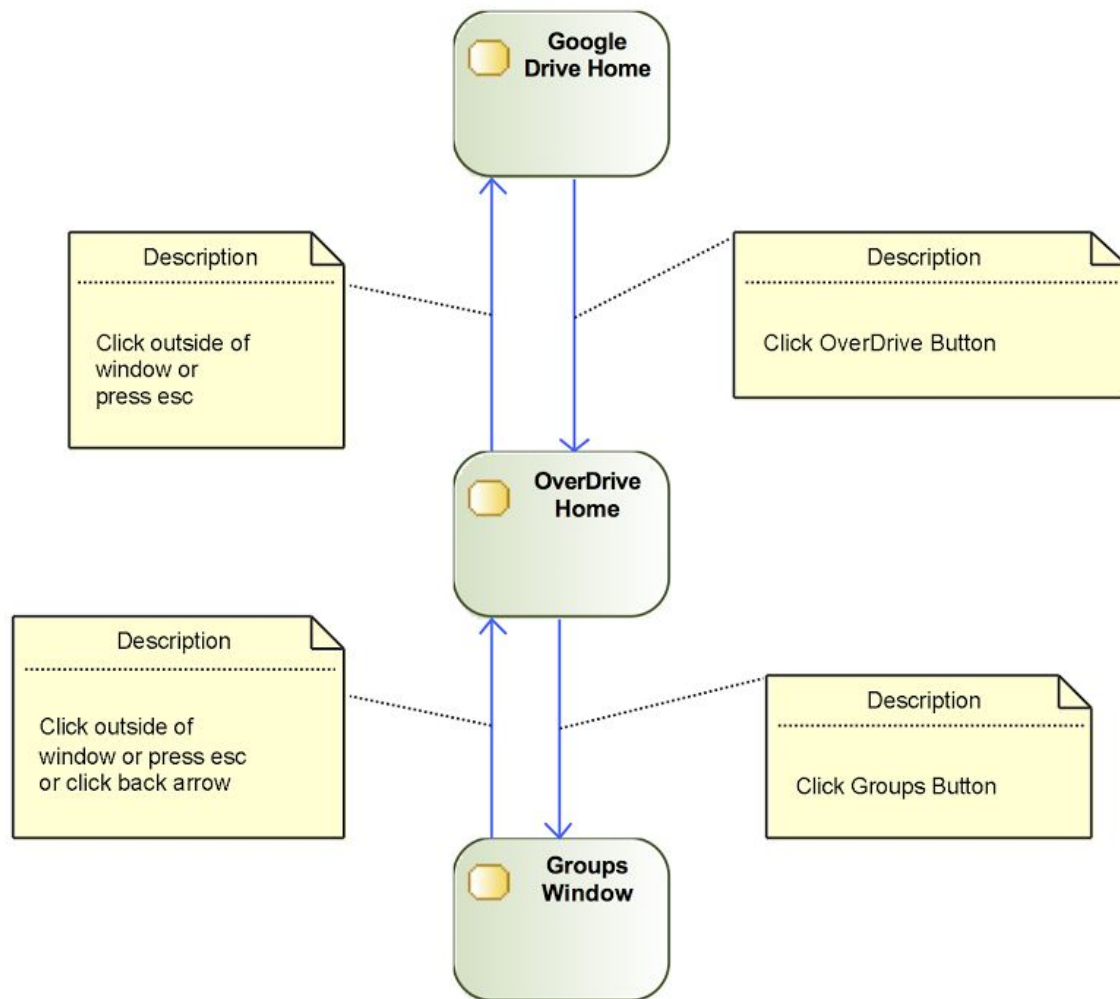 Google
Drive Home
Description
Click outside of
window or
press esc
Description
Click OverDrive Button
OverDrive
Home
Description
Click outside of
window or press esc
or click back arrow
Description
Click Groups Button
Groups
Window